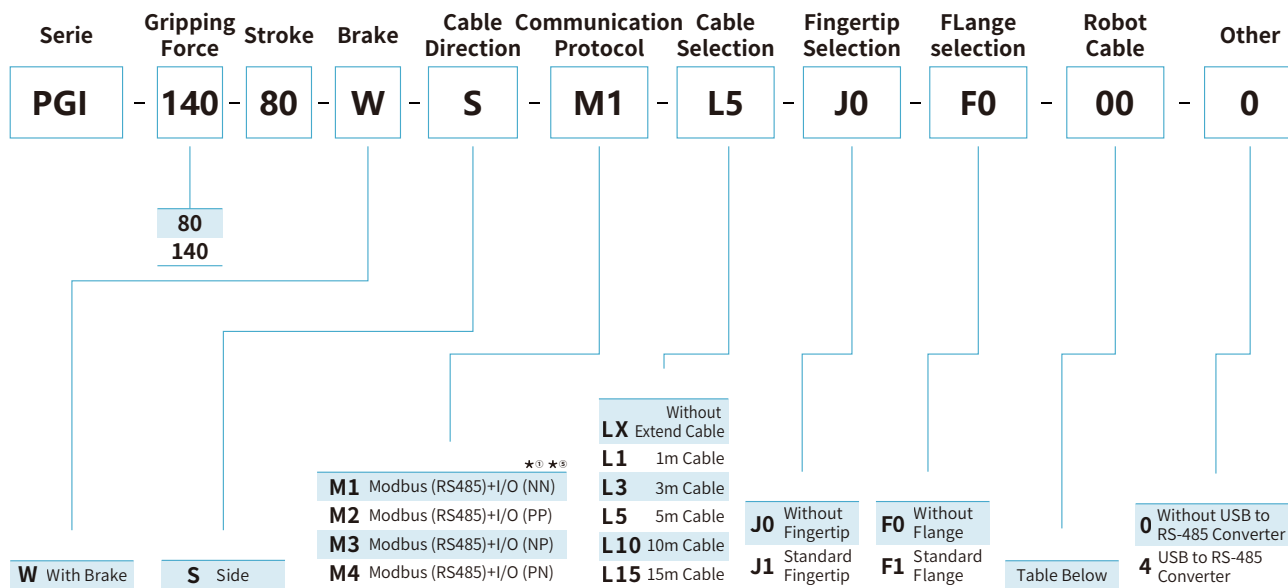 Serie
Gripping
Force
Stroke
Brake
Cable
Direction
Communication
Protocol
Cable
Selection
Fingertip
Selection
FLange
selection
Robot
Cable
Other
PGI – 140 – 80 – W – S – M1 – L5 – J0 – F0 – 00 – 0
80
140
W With Brake
S Side
*① *⑤
M1 Modbus (RS485)+I/O (NN)
M2 Modbus (RS485)+I/O (PP)
M3 Modbus (RS485)+I/O (NP)
M4 Modbus (RS485)+I/O (PN)
Without
LX Extend Cable
L1 1m Cable
L3 3m Cable
L5 5m Cable
L10 10m Cable
L15 15m Cable
J0 Without
Fingertip
J1 Standard
Fingertip
F0 Without
Flange
F1 Standard
Flange
Table Below
0 Without USB to
RS-485 Converter
4 USB to RS-485
Converter